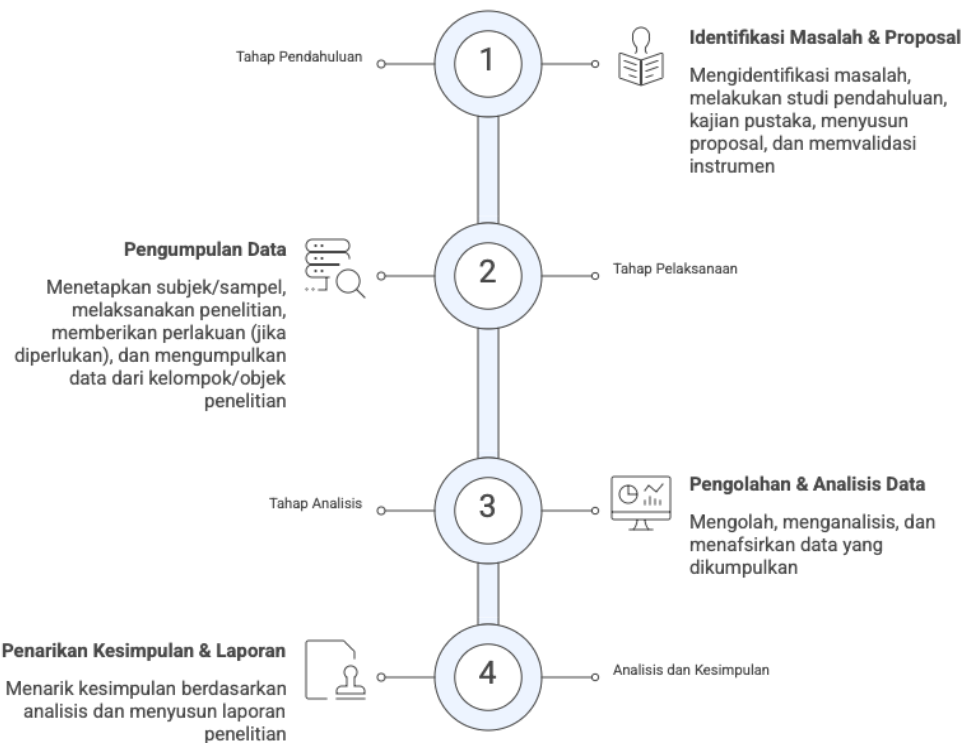 Tahap Pendahuluan
1
Identifikasi Masalah & Proposal
Mengidentifikasi masalah,
melakukan studi pendahuluan,
kajian pustaka, menyusun
proposal, dan memvalidasi
instrumen
Pengumpulan Data
Menetapkan subjek/sampel,
melaksanakan penelitian,
memberikan perlakuan (jika
diperlukan), dan mengumpulkan
data dari kelompok/objek
penelitian
2
Tahap Pelaksanaan
Tahap Analisis
3
Pengolahan & Analisis Data
Mengolah, menganalisis, dan
menafsirkan data yang
dikumpulkan
Penarikan Kesimpulan & Laporan
Menarik kesimpulan berdasarkan
analisis dan menyusun laporan
penelitian
4
Analisis dan Kesimpulan